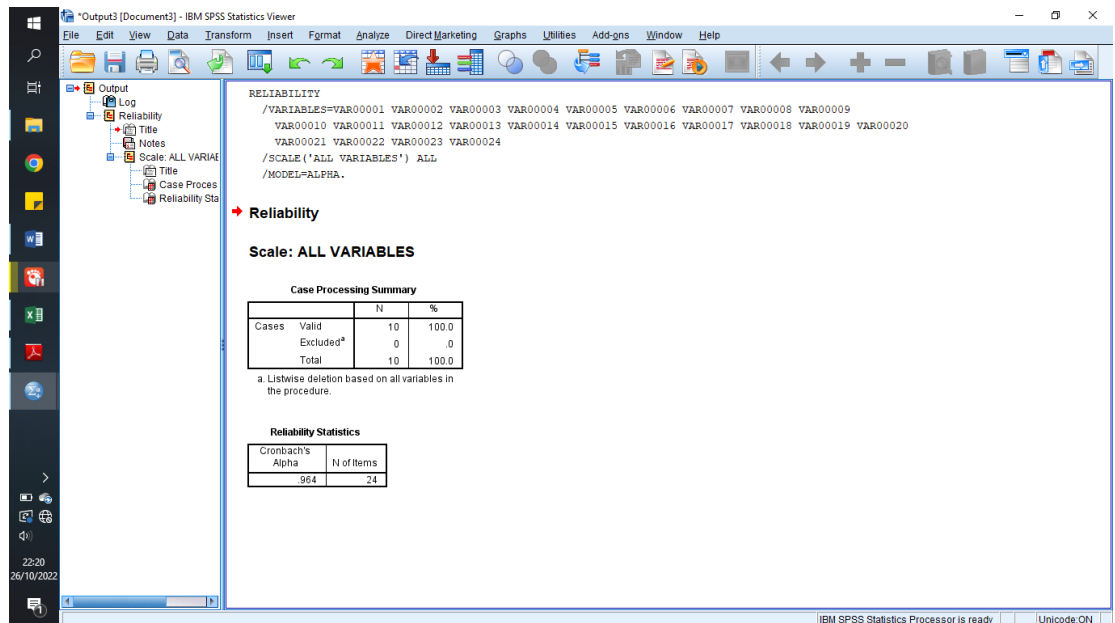 *Output3 [Document3] - IBM SPSS Statistics Viewer
File Edit View Data Transform Insert Format Analyze Direct Marketing Graphs Utilities Add-ons Window Help
Output
Log
Reliability
Title
Notes
Scale: ALL VARIAE
Title
Case Proces
Reliability Sta
RELIABILITY
/VARIABLES=VAR00001 VAR00002 VAR00003 VAR00004 VAR00005 VAR00006 VAR00007 VAR00008 VAR00009
VAR00010 VAR00011 VAR00012 VAR00013 VAR00014 VAR00015 VAR00016 VAR00017 VAR00018 VAR00019 VAR00020
VAR00021 VAR00022 VAR00023 VAR00024
/SCALE('ALL VARIABLES') ALL
/MODEL=ALPHA.
Reliability
Scale: ALL VARIABLES
Case Processing Summary
N %
Cases Valid 10 100.0
Excludedª 0 .0
Total 10 100.0
a. Listwise deletion based on all variables in
the procedure.
Reliability Statistics
Cronbach's
Alpha N of Items
.964 24
22:20
26/10/2022
IBM SPSS Statistics Processor is ready Unicode:ON